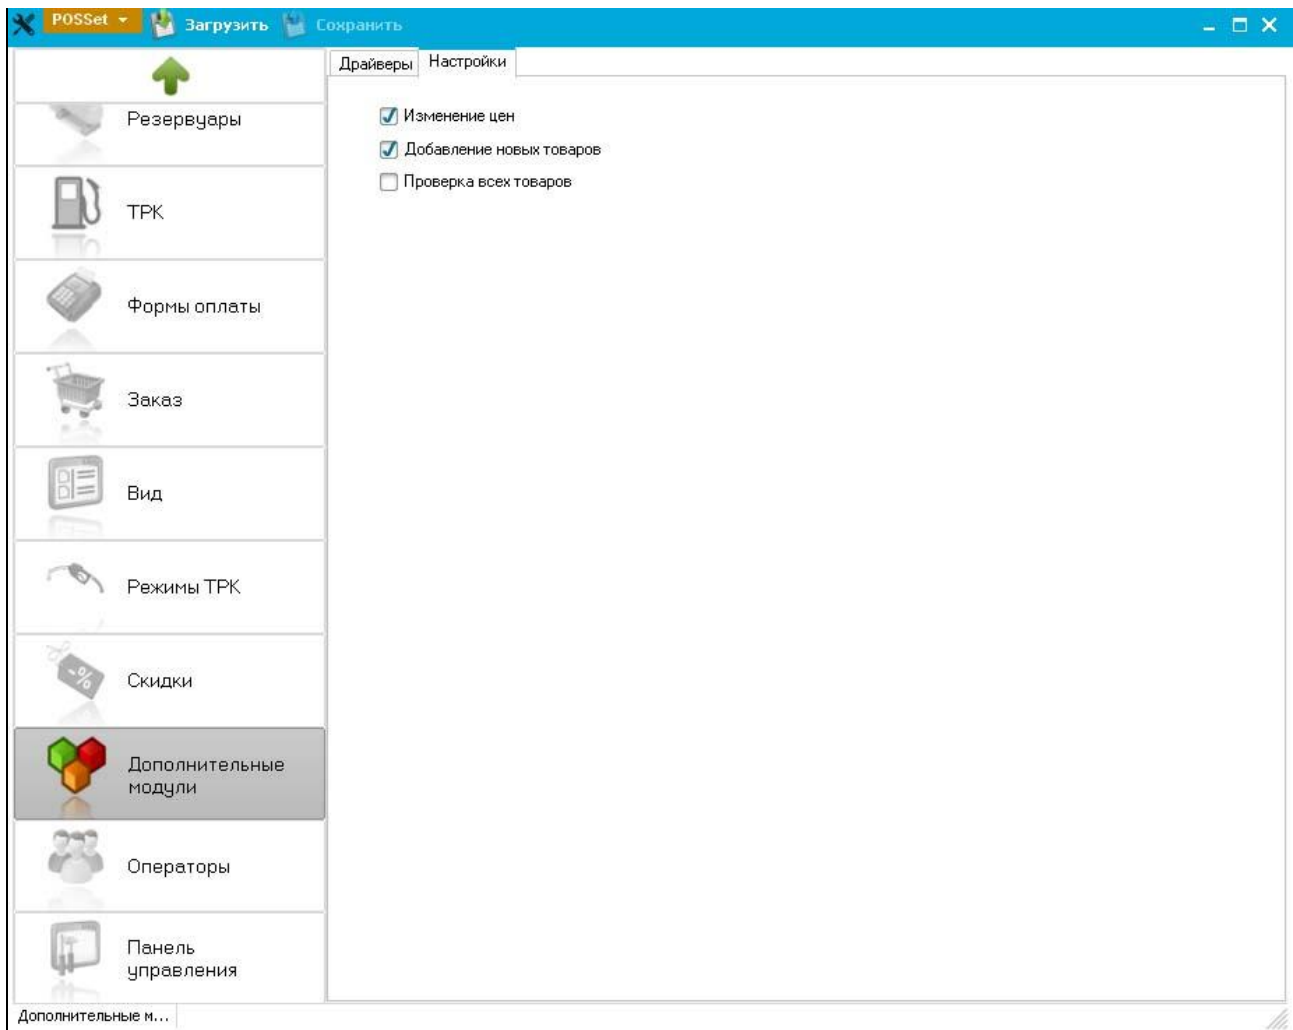 POSSet Загрузить Сохранить
Драйверы Настройки
Резервуары
ТРК
Формы оплаты
Заказ
Вид
Режимы ТРК
Скидки
Дополнительные
модули
Операторы
Панель
управления
Изменение цен
Добавление новых товаров
Проверка всех товаров
Дополнительные м...